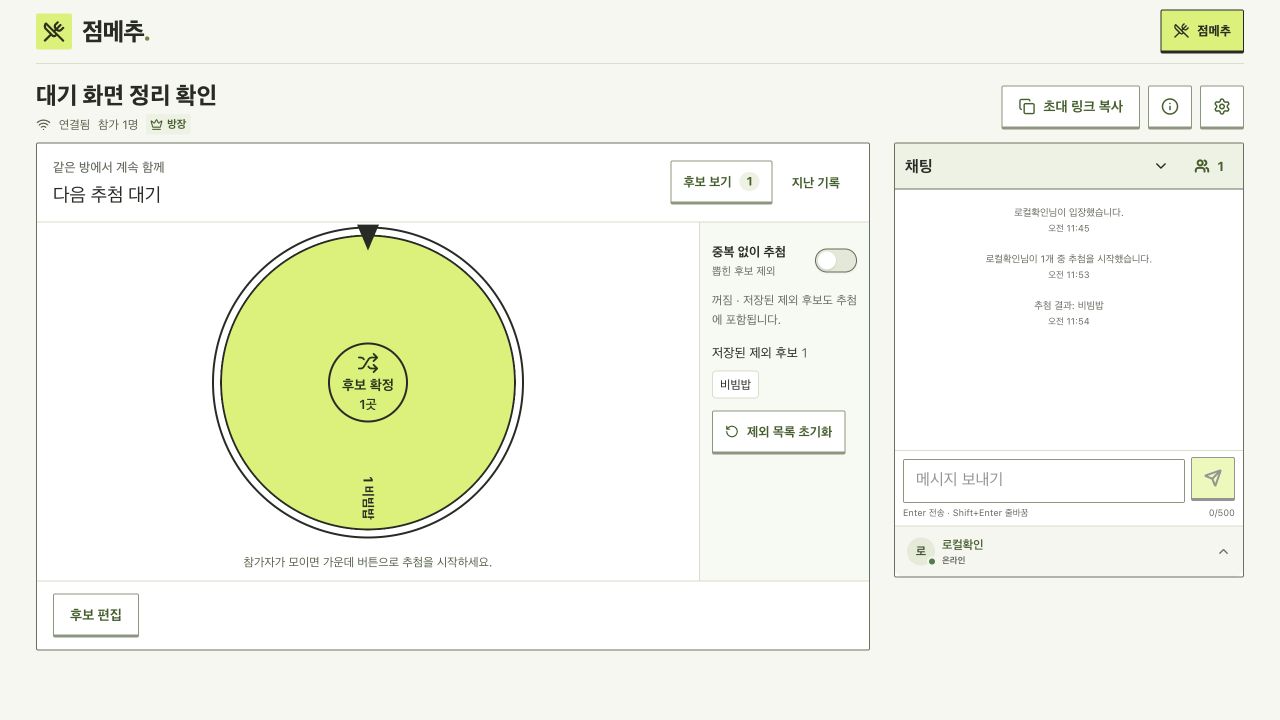 점메추.
점메추
대기 화면 정리 확인
연결됨 참가 1명 방장
초대 링크 복사
같은 방에서 계속 함께
다음 추첨 대기
후보 보기 1
지난 기록
후보 확정
1곳
1 비빔밥
참가자가 모이면 가운데 버튼으로 추첨을 시작하세요.
중복 없이 추첨
뽑힌 후보 제외
꺼짐 · 저장된 제외 후보도 추첨
에 포함됩니다.
저장된 제외 후보 1
비빔밥
제외 목록 초기화
후보 편집
채팅
1
로컬확인님이 입장했습니다.
오전 11:45
로컬확인님이 1개 중 추첨을 시작했습니다.
오전 11:53
추첨 결과: 비빔밥
오전 11:54
메시지 보내기
Enter 전송 · Shift+Enter 줄바꿈
0/500
로
로컬확인
온라인